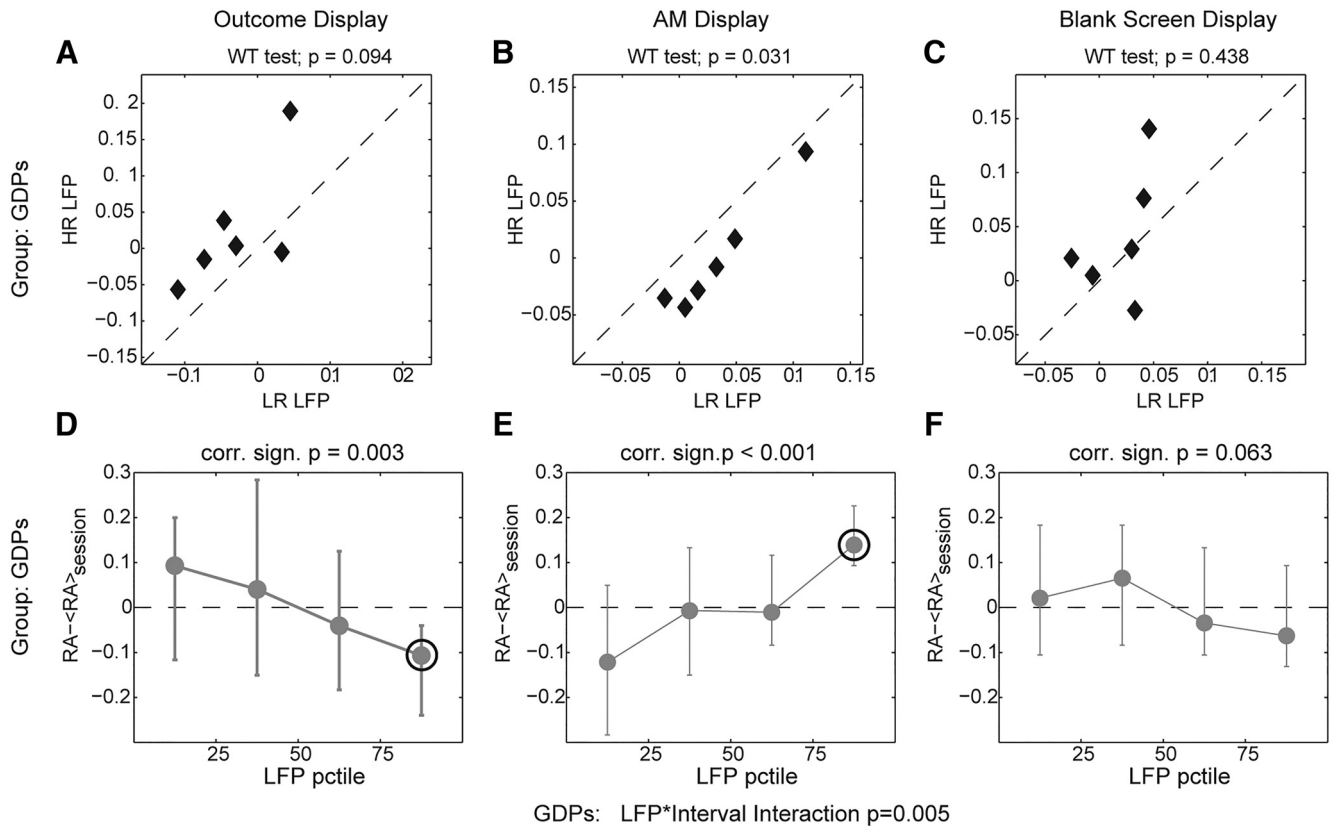 Outcome Display
AM Display
Blank Screen Display
A
WT test; p = 0.094
B
WT test; p = 0.031
C
WT test; p = 0.438
Group: GDPs
HR LFP
0. 2
0.15
0. 1
0.05
0
−0.05
−0. 1
−0.15
−0.1
0
02
LR LFP
HR LFP
0.15
0.1
0.05
0
−0.05
−0.05
0
0.05
0.1
0.15
LR LFP
HR LFP
0.15
0.1
0.05
0
−0.05
−0.05
0
0.05
0.1
0.15
LR LFP
D
corr. sign. p = 0.003
E
corr. sign.p < 0.001
F
corr. sign. p = 0.063
Group: GDPs
RA−<RA>session
0.3
0.2
0.1
0
−0.1
−0.2
25
50
75
LFP pctile
RA−<RA>session
0.3
0.2
0.1
0
−0.1
−0.2
25
50
75
LFP pctile
RA−<RA>session
0.3
0.2
0.1
0
−0.1
−0.2
25
50
75
LFP pctile
GDPs: LFP*Interval Interaction p=0.005